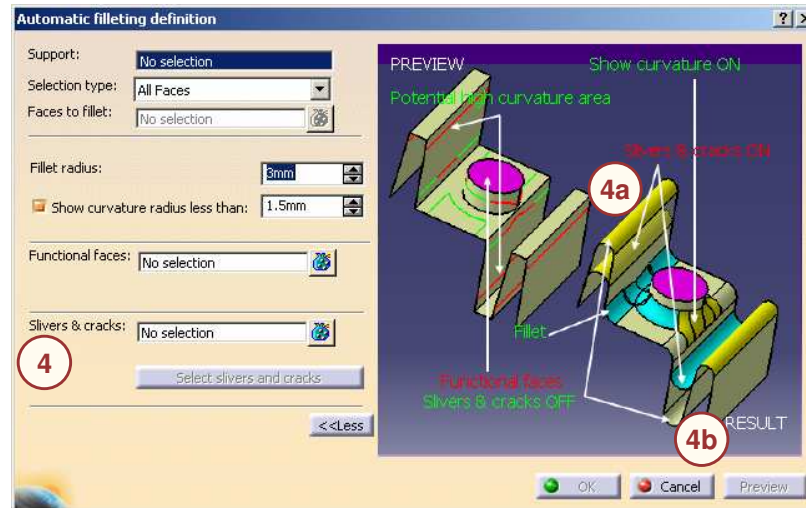 Automatic filleting definition
Support: No selection
Selection type: All Faces
Faces to fillet: No selection
Fillet radius: 3mm
Show curvature radius less than: 1.5mm
Functional faces: No selection
Slivers & cracks: No selection
4
Select slivers and cracks
<<Less
PREVIEW
Show curvature ON
Potential high curvature area
Slivers & cracks ON
4a
Fillet
Functional faces
Slivers & cracks OFF
4b
RESULT
OK
Cancel
Preview